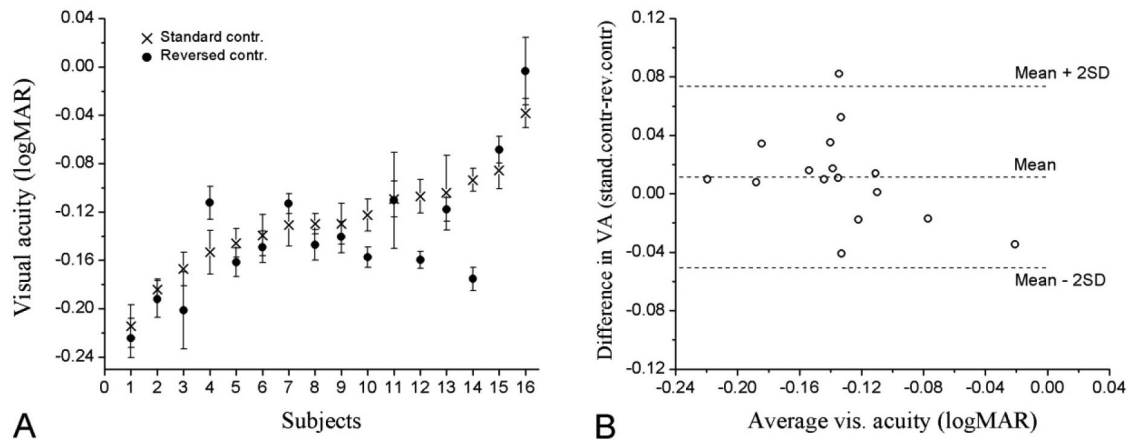 0.04
0.00
-0.04
-0.08
-0.12
-0.16
-0.20
-0.24
Visual acuity (logMAR)
Standard contr.
Reversed contr.
0 1 2 3 4 5 6 7 8 9 10 11 12 13 14 15 16
Subjects
A
0.12
0.08
0.04
0.00
-0.04
-0.08
-0.12
Difference in VA (stand.contr-rev.contr)
Mean + 2SD
Mean
Mean - 2SD
-0.24 -0.20 -0.16 -0.12 -0.08 -0.04 0.00 0.04
Average vis. acuity (logMAR)
B